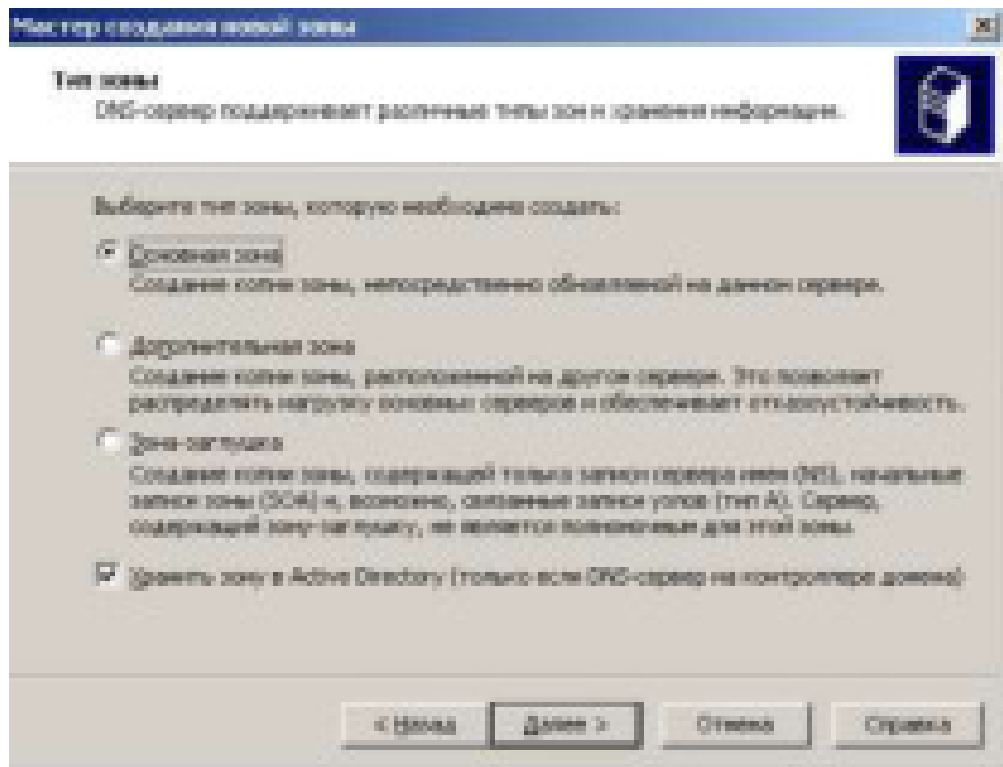 Мастер создания новой зоны
Тип зоны
DNS-сервер поддерживает различные типы зон и хранения информации.
Выберите тип зоны, которую необходимо создать:
Основная зона
Создание копии зоны, непосредственно обновляемой на данном сервере.
Дополнительная зона
Создание копии зоны, расположенной на другом сервере. Это позволяет
распределять нагрузку основных серверов и обеспечивает отказоустойчивость.
Зона-заглушка
Создание копии зоны, содержащей только записи сервера имен (NS), начальные
записи зоны (SOA) и, возможно, связанные записи узлов (тип A). Сервер,
содержащий зону-заглушку, не является полномочным для этой зоны.
Хранить зону в Active Directory (только если DNS-сервер на контроллере домена)
< Назад
Далее >
Отмена
Справка